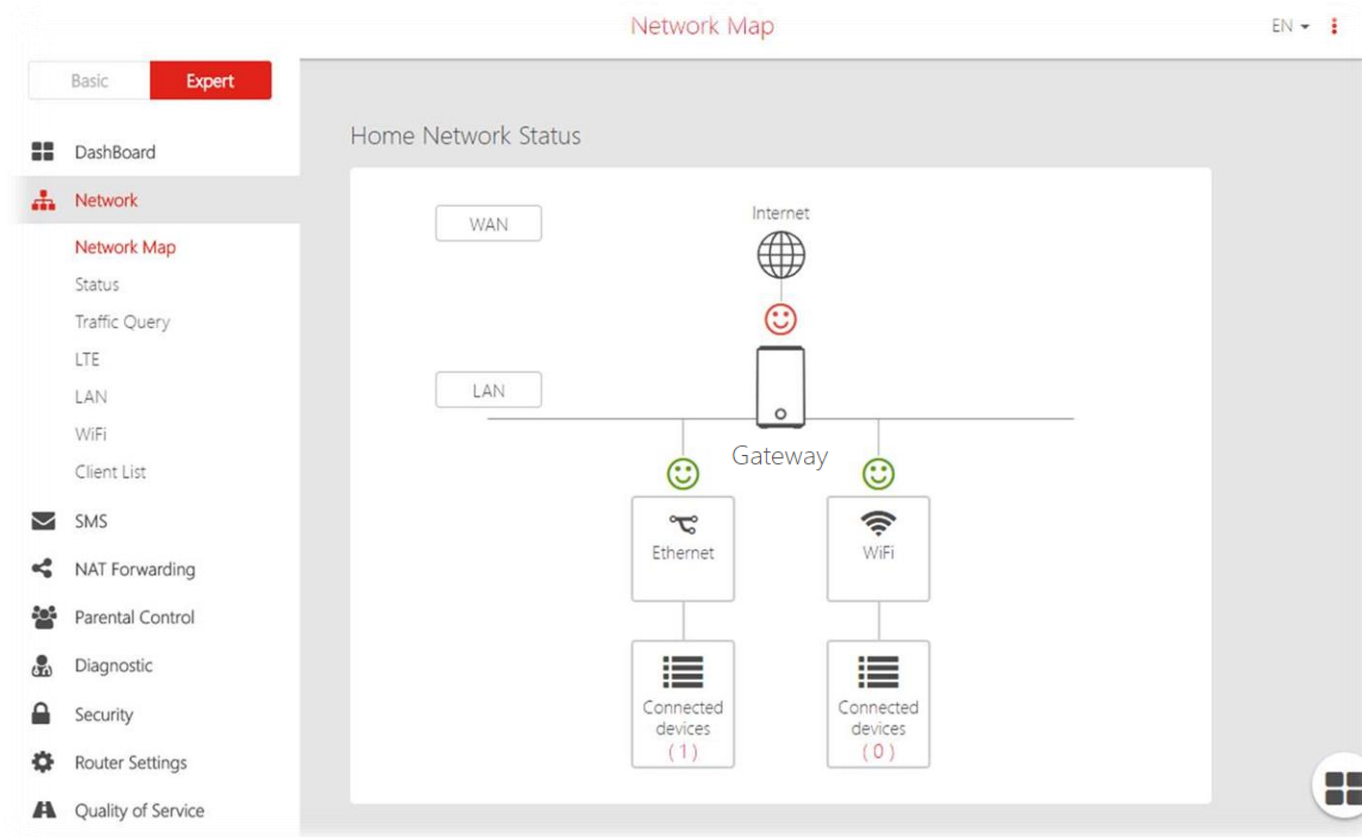 Network Map
EN
Basic
Expert
DashBoard
Network
Network Map
Status
Traffic Query
LTE
LAN
WiFi
Client List
SMS
NAT Forwarding
Parental Control
Diagnostic
Security
Router Settings
Quality of Service
Home Network Status
WAN
Internet
LAN
Gateway
Ethernet
WiFi
Connected
devices
(1)
Connected
devices
(0)